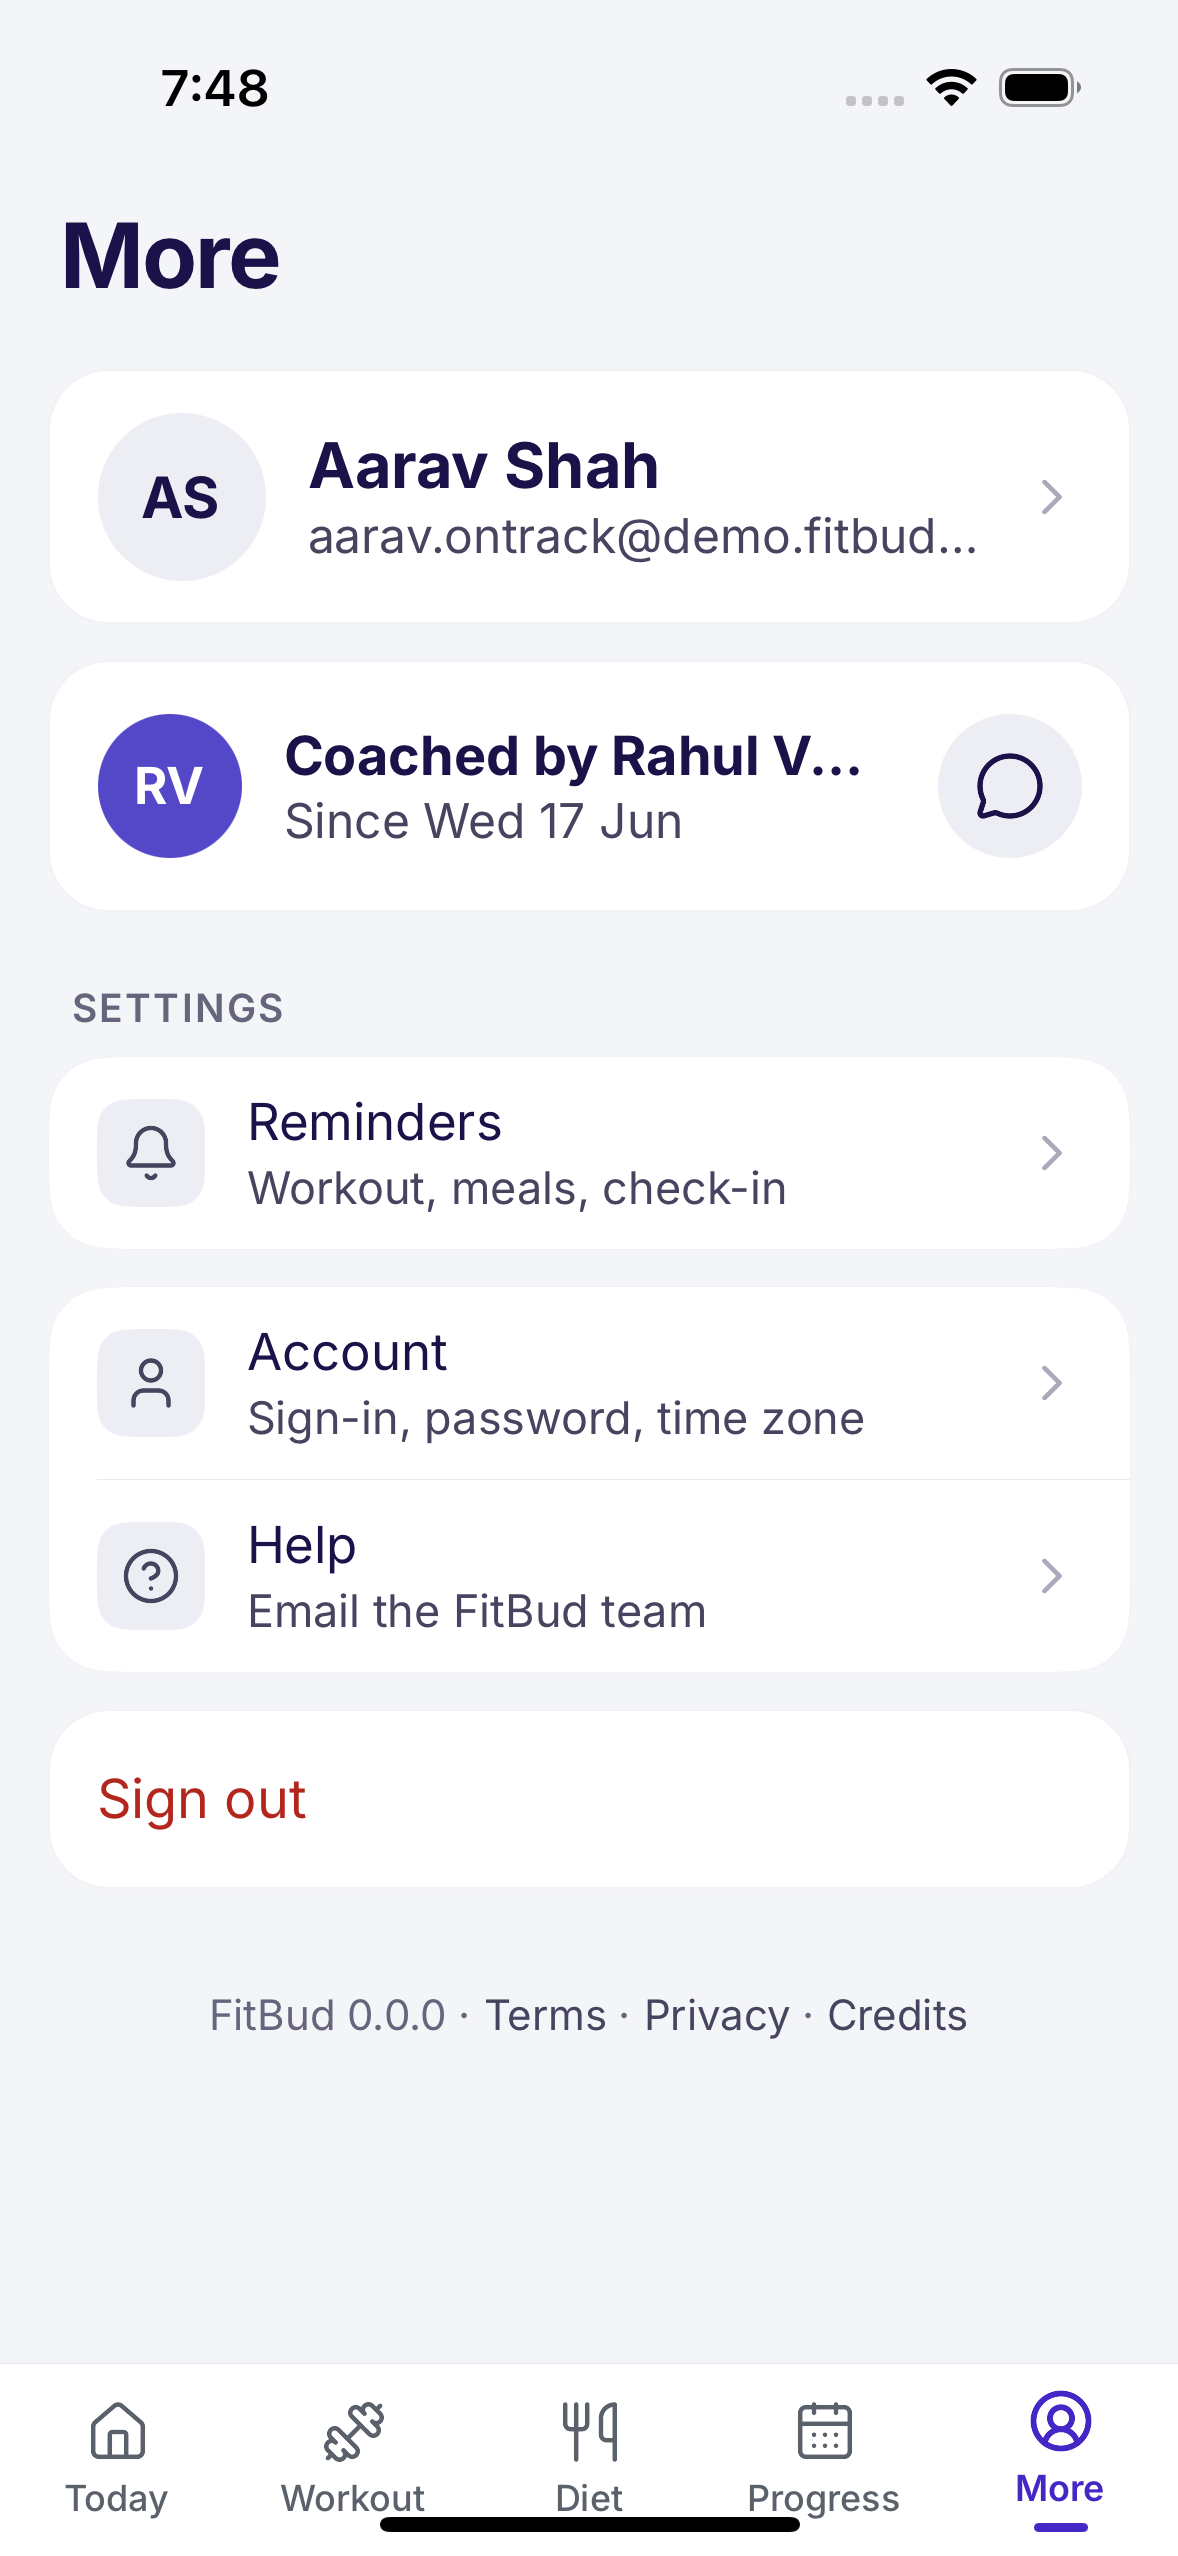 7:48
More
AS
Aarav Shah
aarav.ontrack@demo.fitbud...
RV
Coached by Rahul V...
Since Wed 17 Jun
SETTINGS
Reminders
Workout, meals, check-in
Account
Sign-in, password, time zone
Help
Email the FitBud team
Sign out
FitBud 0.0.0 · Terms · Privacy · Credits
Today
Workout
Diet
Progress
More